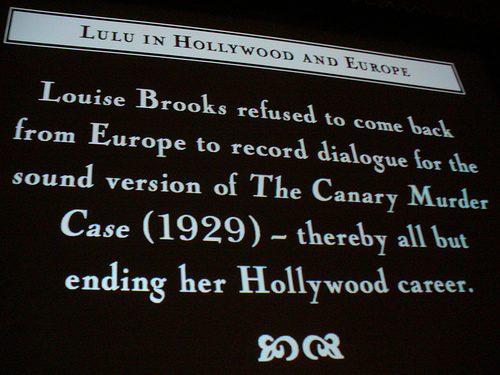 Lulu in Hollywood and Europe
Louise Brooks refused to come back
from Europe to record dialogue for the
sound version of The Canary Murder
Case (1929) – thereby all but
ending her Hollywood career.